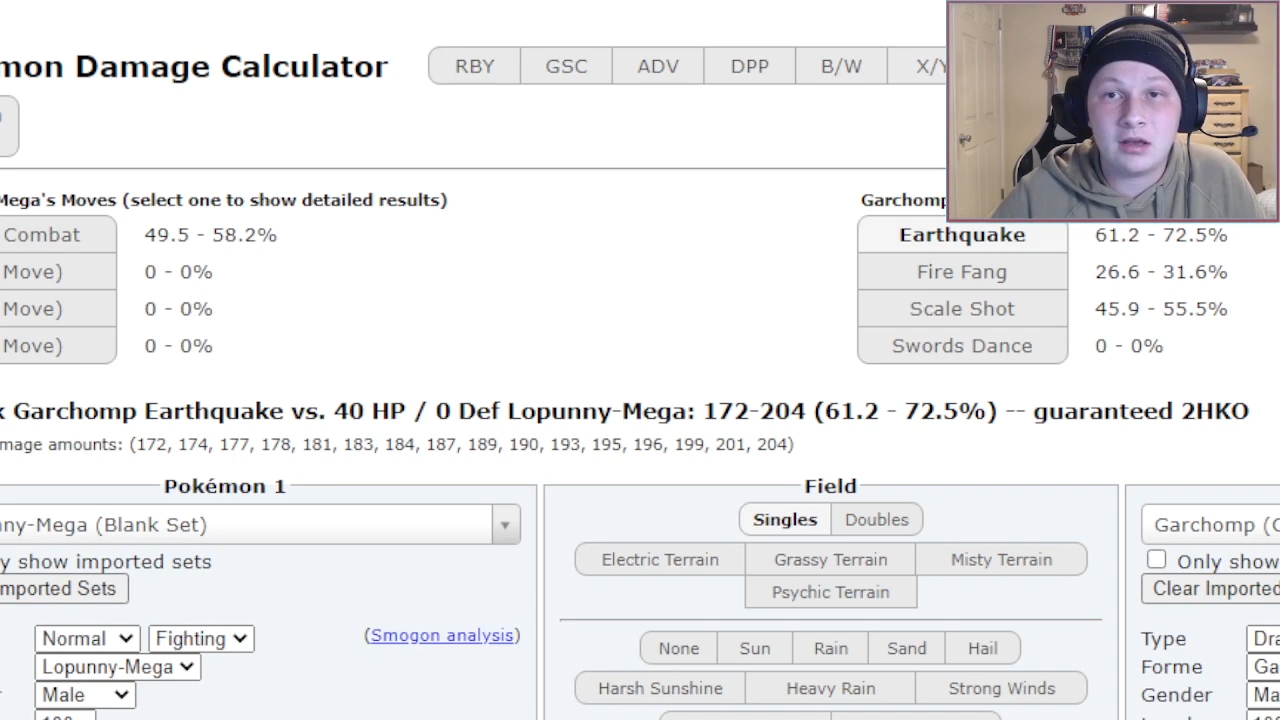 mon Damage Calculator
RBY GSC ADV DPP B/W X/Y
Mega's Moves (select one to show detailed results)
Combat 49.5 - 58.2%
Move) 0 - 0%
Move) 0 - 0%
Move) 0 - 0%
Garchomp
Earthquake 61.2 - 72.5%
Fire Fang 26.6 - 31.6%
Scale Shot 45.9 - 55.5%
Swords Dance 0 - 0%
k Garchomp Earthquake vs. 40 HP / 0 Def Lopunny-Mega: 172-204 (61.2 - 72.5%) -- guaranteed 2HKO
mage amounts: (172, 174, 177, 178, 181, 183, 184, 187, 189, 190, 193, 195, 196, 199, 201, 204)
Pokémon 1
nny-Mega (Blank Set)
y show imported sets
mported Sets
Normal Fighting (Smogon analysis)
Lopunny-Mega
Male
100
Field
Singles Doubles
Electric Terrain Grassy Terrain Misty Terrain
Psychic Terrain
None Sun Rain Sand Hail
Harsh Sunshine Heavy Rain Strong Winds
Garchomp (
Only show
Clear Imported
Type Dra
Forme Ga
Gender Ma